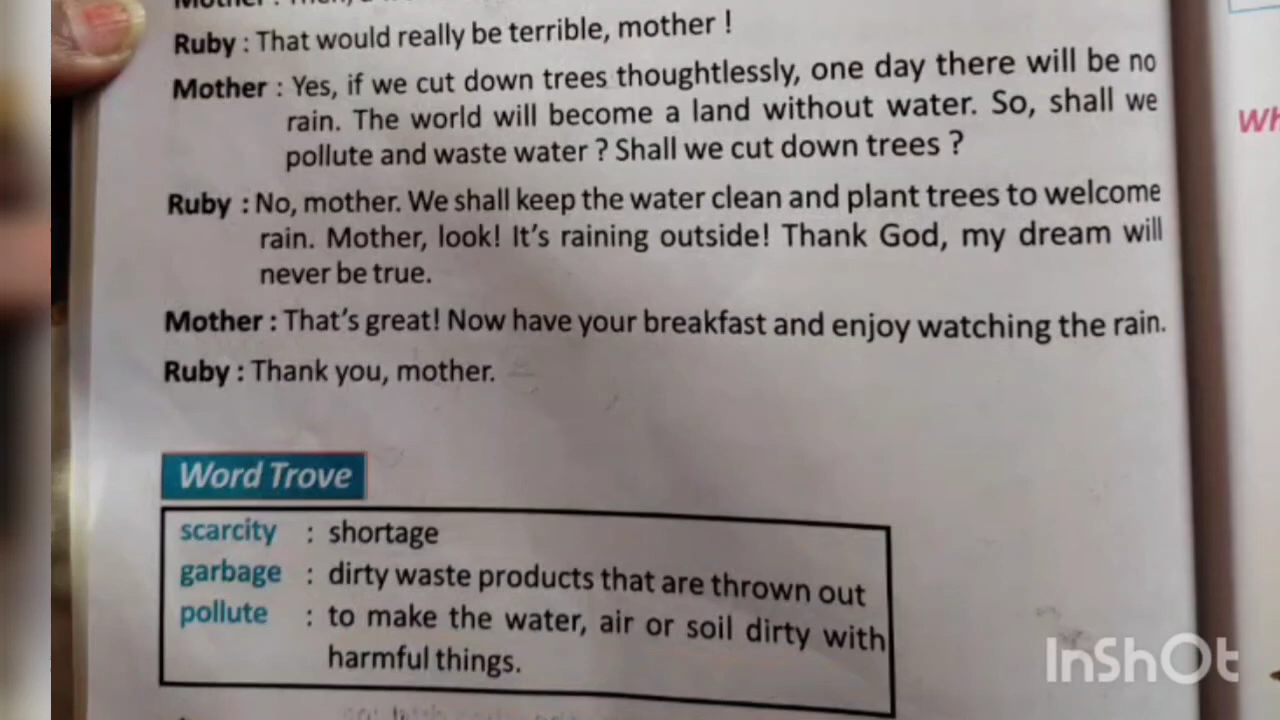 Ruby : That would really be terrible, mother !
Mother : Yes, if we cut down trees thoughtlessly, one day there will be no
rain. The world will become a land without water. So, shall we
pollute and waste water ? Shall we cut down trees ?
Ruby : No, mother. We shall keep the water clean and plant trees to welcome
rain. Mother, look! It's raining outside! Thank God, my dream will
never be true.
Mother : That's great! Now have your breakfast and enjoy watching the rain.
Ruby : Thank you, mother.
Word Trove
scarcity : shortage
garbage : dirty waste products that are thrown out
pollute : to make the water, air or soil dirty with
harmful things.
InShOt